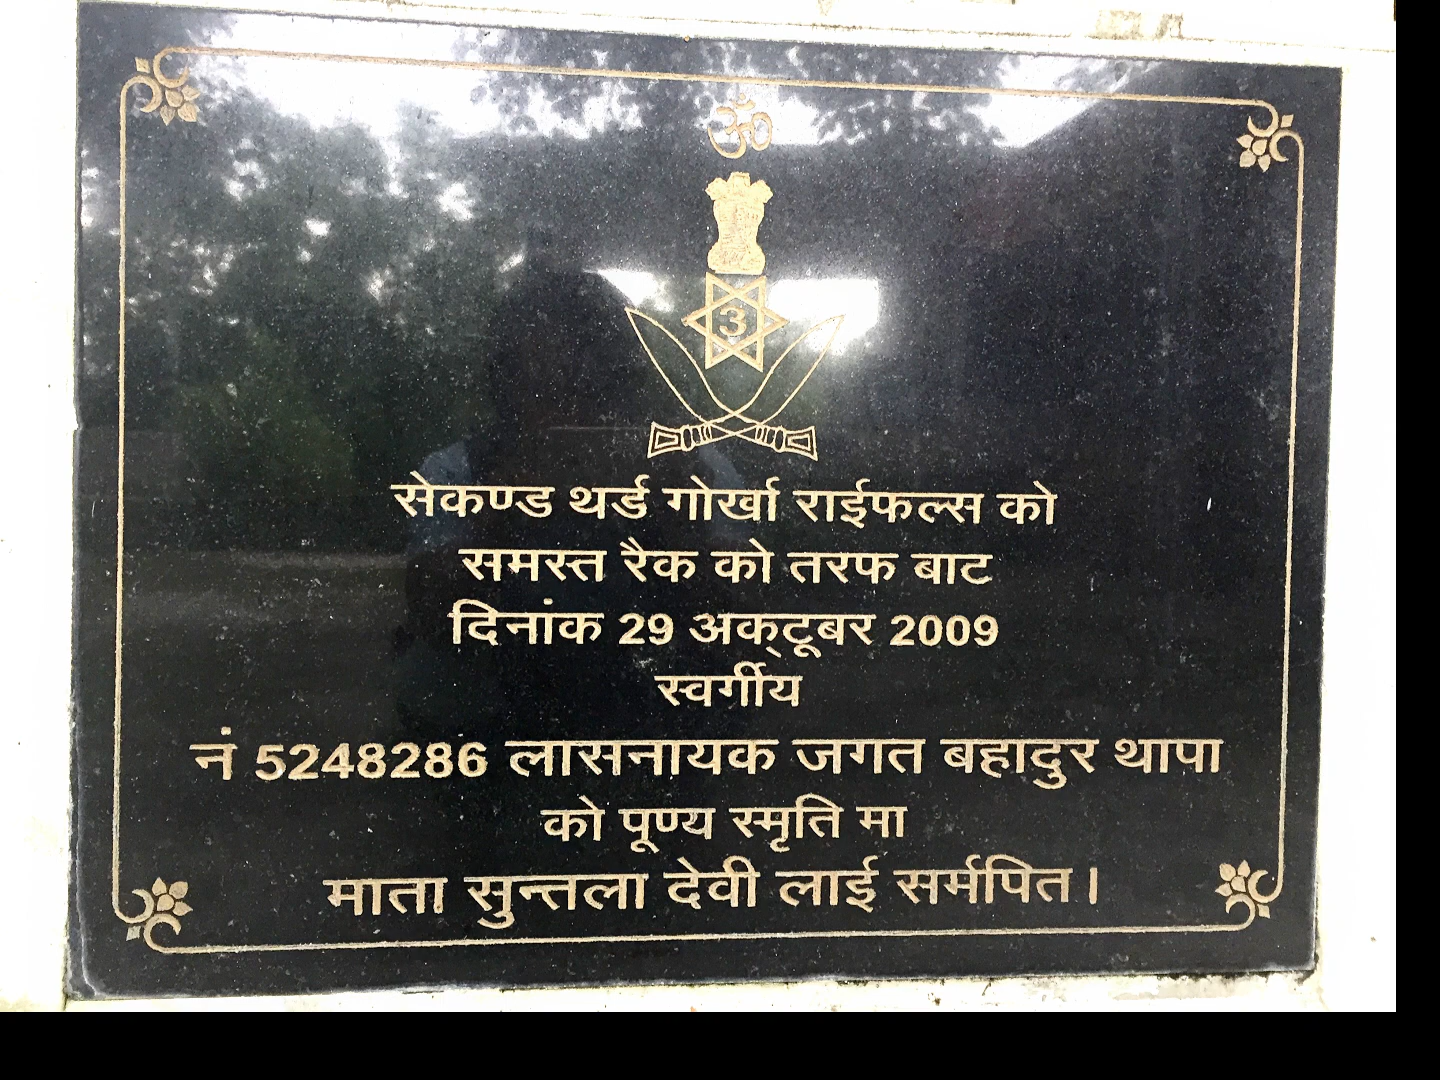 ॐ
3
सेकण्ड थर्ड गोर्खा राईफल्स को
समस्त रैक को तरफ बाट
दिनांक 29 अक्टूबर 2009
स्वर्गीय
नं 5248286 लासनायक जगत बहादुर थापा
को पूण्य स्मृति मा
माता सुन्तला देवी लाई सर्मपित।